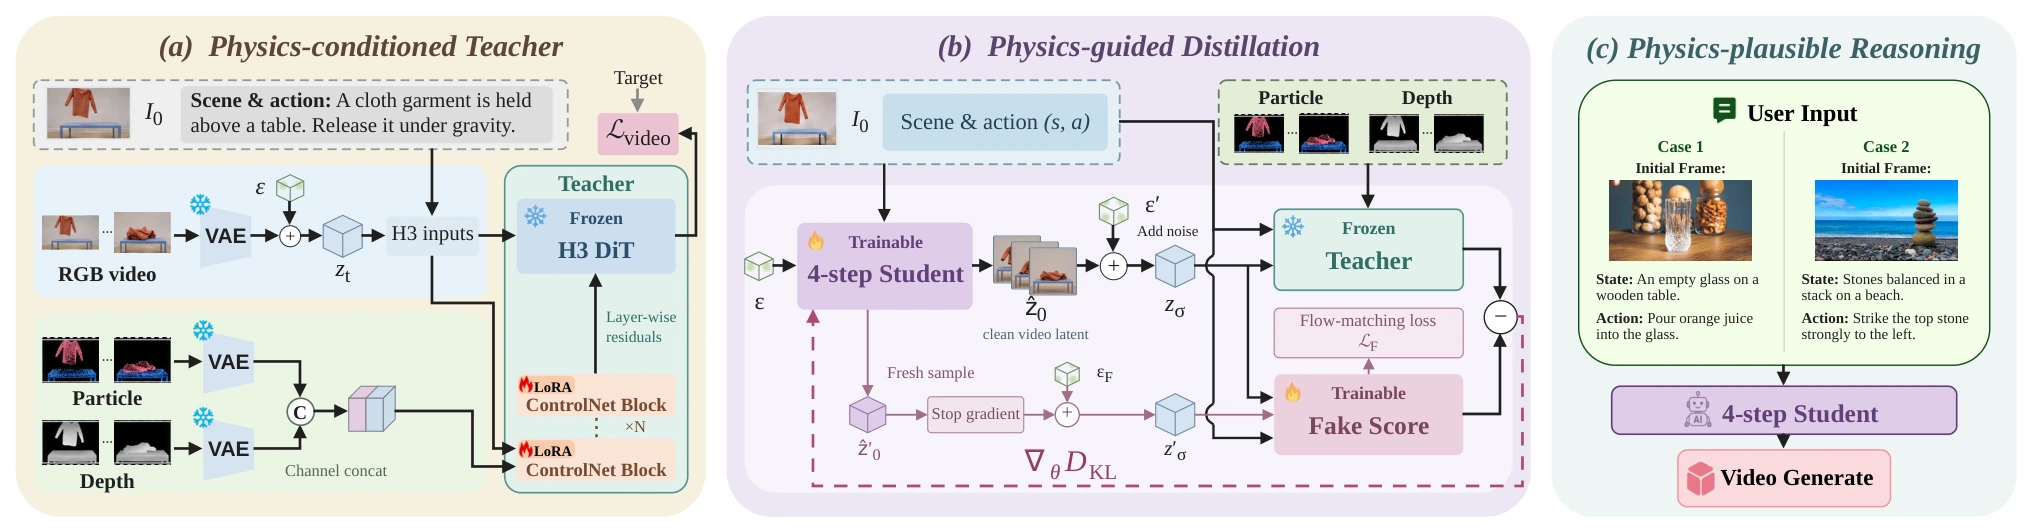 (a) Physics-conditioned Teacher
I0
Scene & action: A cloth garment is held
above a table. Release it under gravity.
Target
ℒvideo
ε
VAE
+
zt
H3 inputs
...
RGB video
Teacher
Frozen
H3 DiT
Layer-wise
residuals
LoRA
ControlNet Block
×N
LoRA
ControlNet Block
...
VAE
Particle
C
...
VAE
Channel concat
Depth
(b) Physics-guided Distillation
I0
Scene & action (s, a)
Particle
Depth
...
...
ε
Trainable
4-step Student
ẑ0
clean video latent
ε′
Add noise
+
zσ
Frozen
Teacher
−
Flow-matching loss
ℒF
Fresh sample
ẑ′0
Stop gradient
εF
+
z′σ
Trainable
Fake Score
∇θ DKL
(c) Physics-plausible Reasoning
User Input
Case 1
Initial Frame:
State: An empty glass on a
wooden table.
Action: Pour orange juice
into the glass.
Case 2
Initial Frame:
State: Stones balanced in a
stack on a beach.
Action: Strike the top stone
strongly to the left.
AI
4-step Student
Video Generate